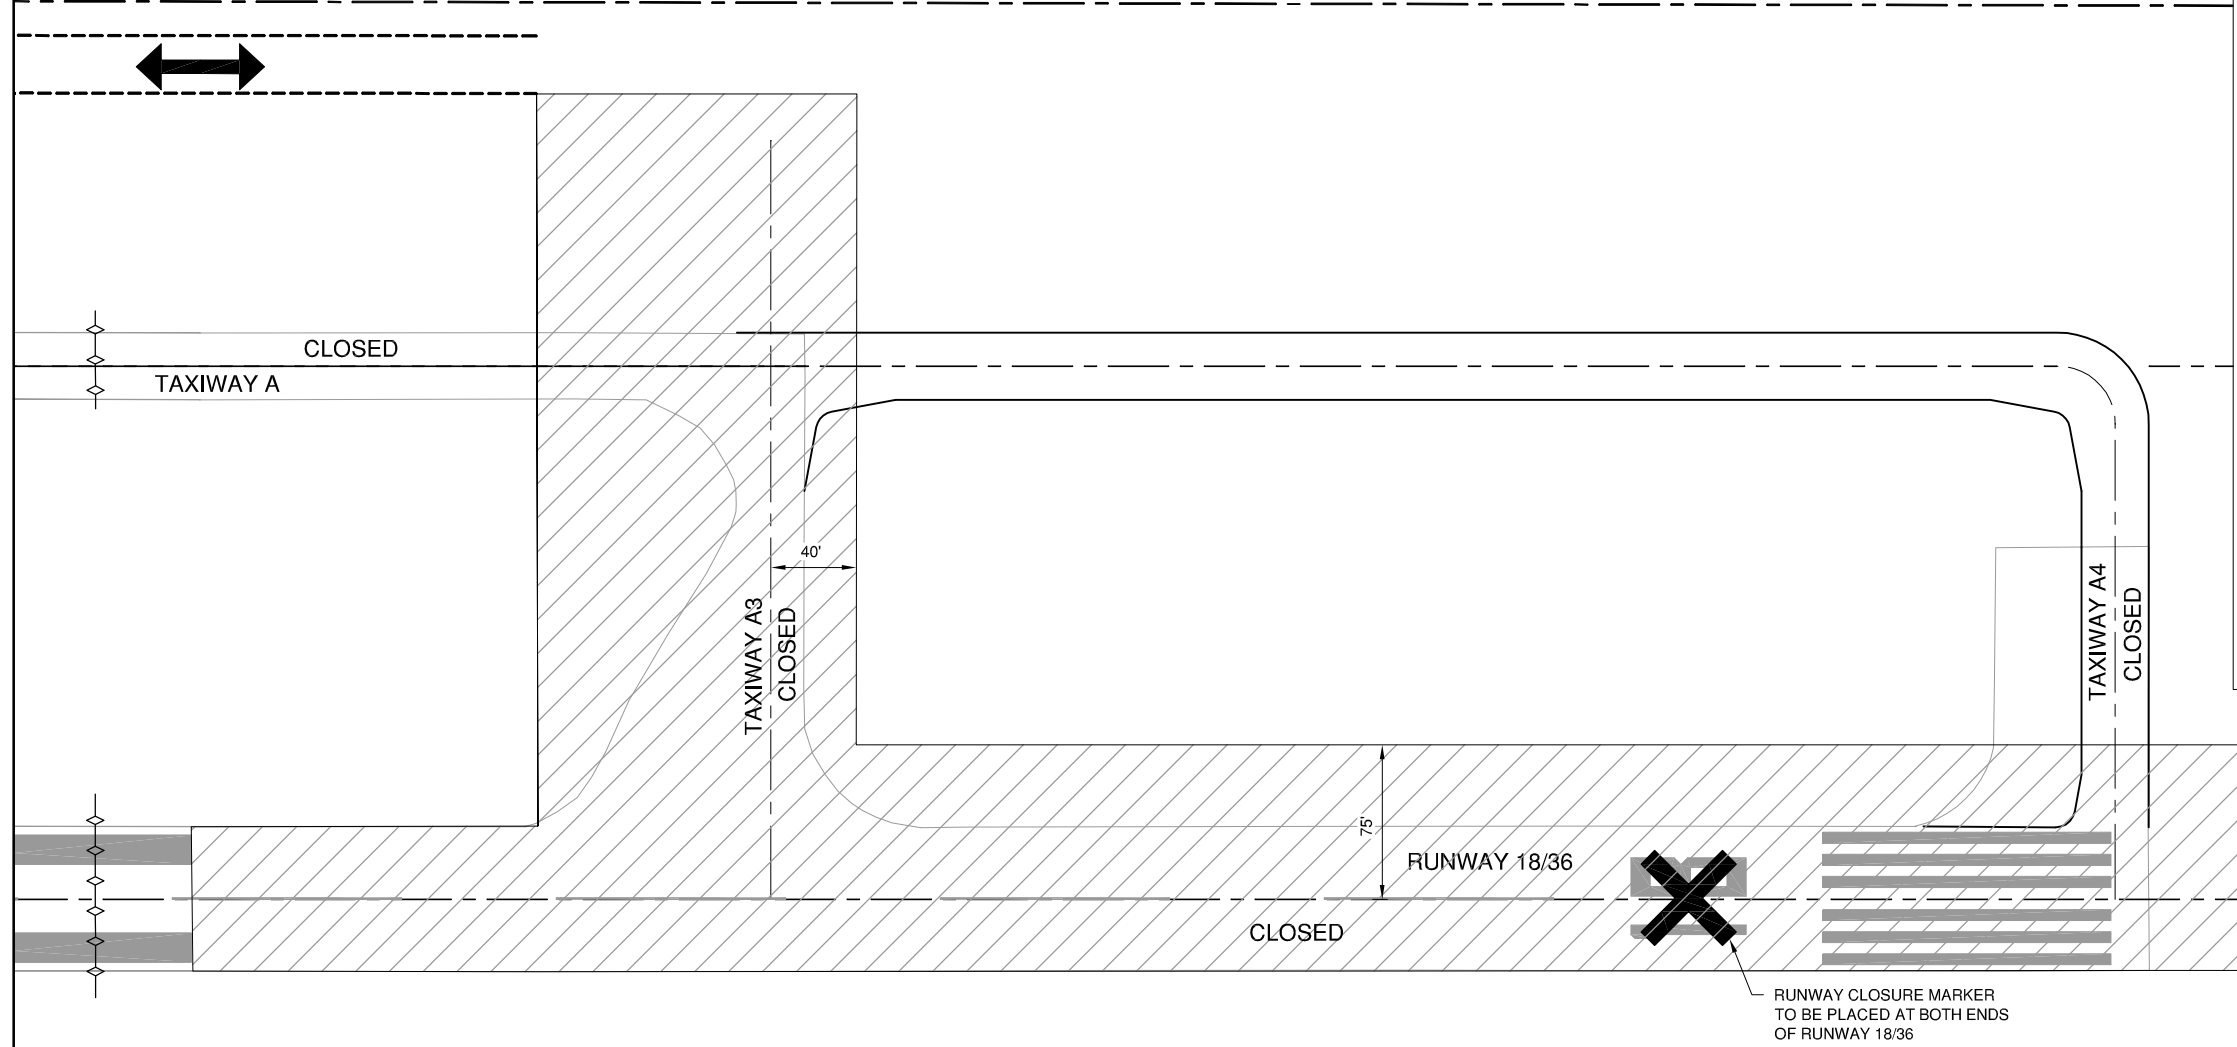 CLOSED
TAXIWAY A
40'
TAXIWAY A3
CLOSED
TAXIWAY A4
CLOSED
75'
RUNWAY 18/36
CLOSED
RUNWAY CLOSURE MARKER
TO BE PLACED AT BOTH ENDS
OF RUNWAY 18/36